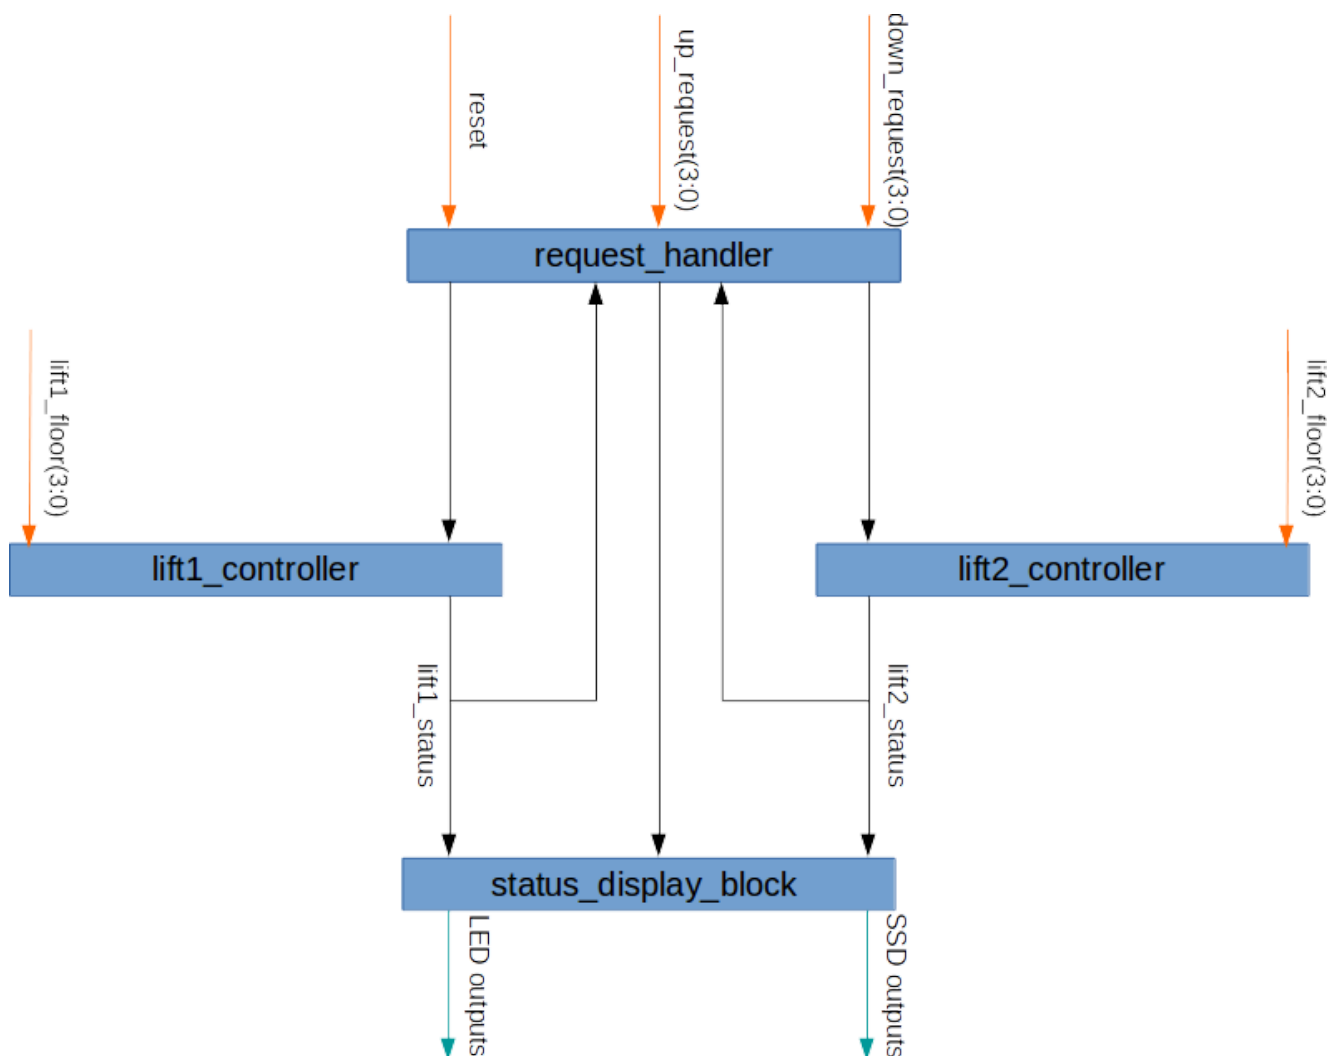 reset
up_request(3:0)
down_request(3:0)
request_handler
lift1_floor(3:0)
lift2_floor(3:0)
lift1_controller
lift2_controller
lift1_status
lift2_status
status_display_block
LED outputs
SSD outputs